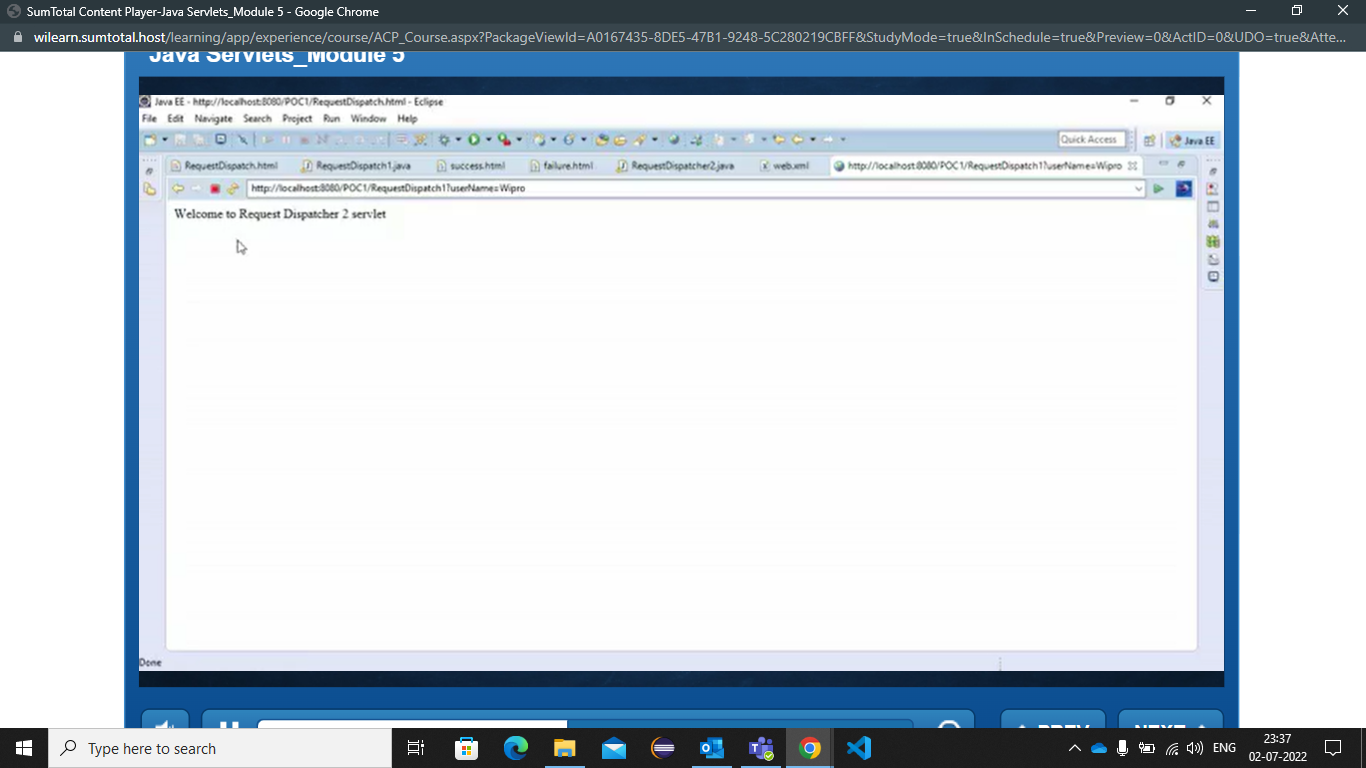 SumTotal Content Player-Java Servlets_Module 5 - Google Chrome
wilearn.sumtotal.host/learning/app/experience/course/ACP_Course.aspx?PackageViewId=A0167435-8DE5-47B1-9248-5C280219CBFF&StudyMode=true&InSchedule=true&Preview=0&ActID=0&UDO=true&Atte...
Java Servlets_Module 5
Java EE - http://localhost:8080/POC1/RequestDispatch.html - Eclipse
File Edit Navigate Search Project Run Window Help
Quick Access Java EE
RequestDispatch.html RequestDispatch1.java success.html failure.html RequestDispatcher2.java web.xml http://localhost:8080/POC1/RequestDispatch1?userName=Wipro
http://localhost:8080/POC1/RequestDispatch1?userName=Wipro
Welcome to Request Dispatcher 2 servlet
Done
PREV NEXT
Type here to search
ENG
23:37
02-07-2022